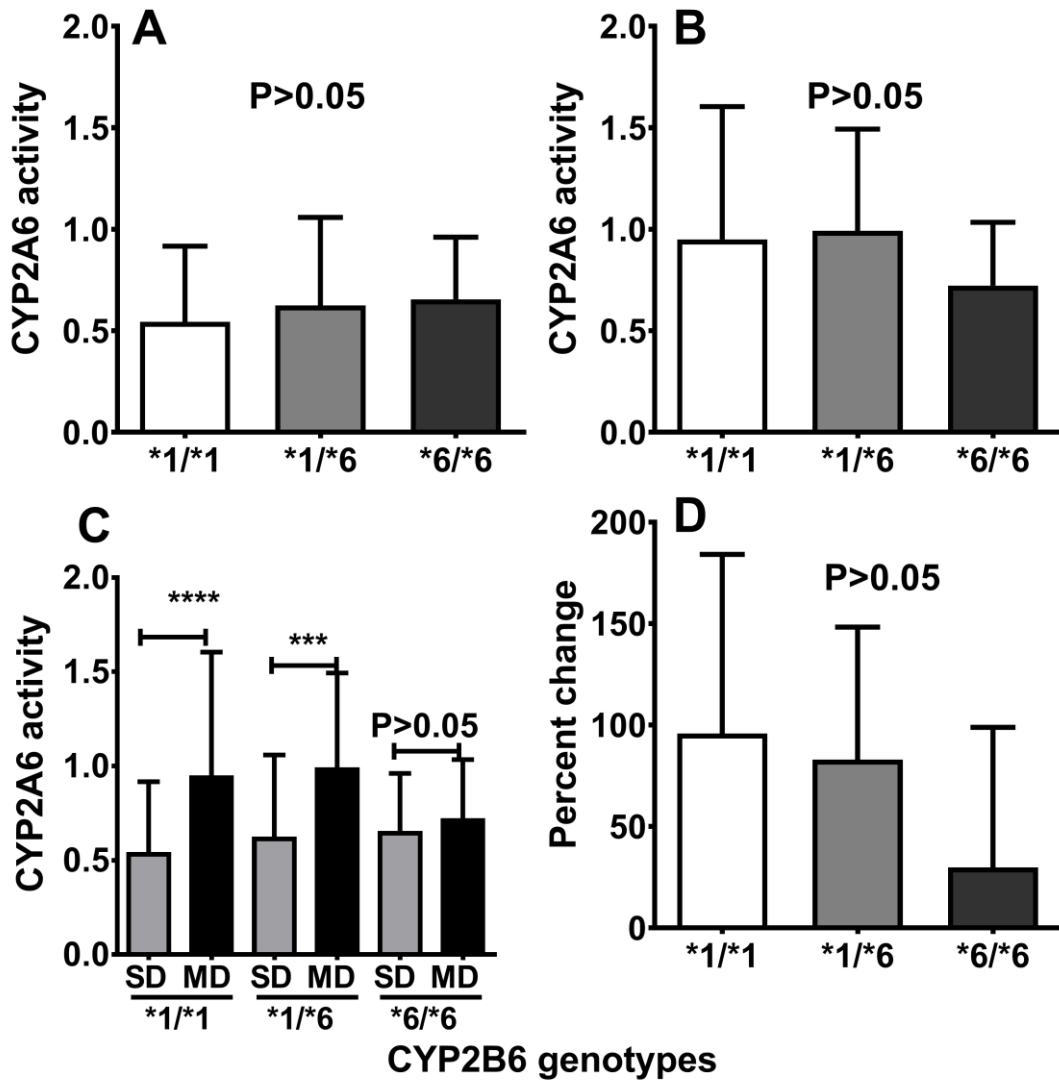 A
P>0.05
CYP2A6 activity
2.0
1.5
1.0
0.5
0.0
*1/*1 *1/*6 *6/*6
B
P>0.05
CYP2A6 activity
2.0
1.5
1.0
0.5
0.0
*1/*1 *1/*6 *6/*6
C
CYP2A6 activity
2.0
1.5
1.0
0.5
0.0
****
***
P>0.05
SD MD SD MD SD MD
*1/*1 *1/*6 *6/*6
D
P>0.05
Percent change
200
150
100
50
0
*1/*1 *1/*6 *6/*6
CYP2B6 genotypes